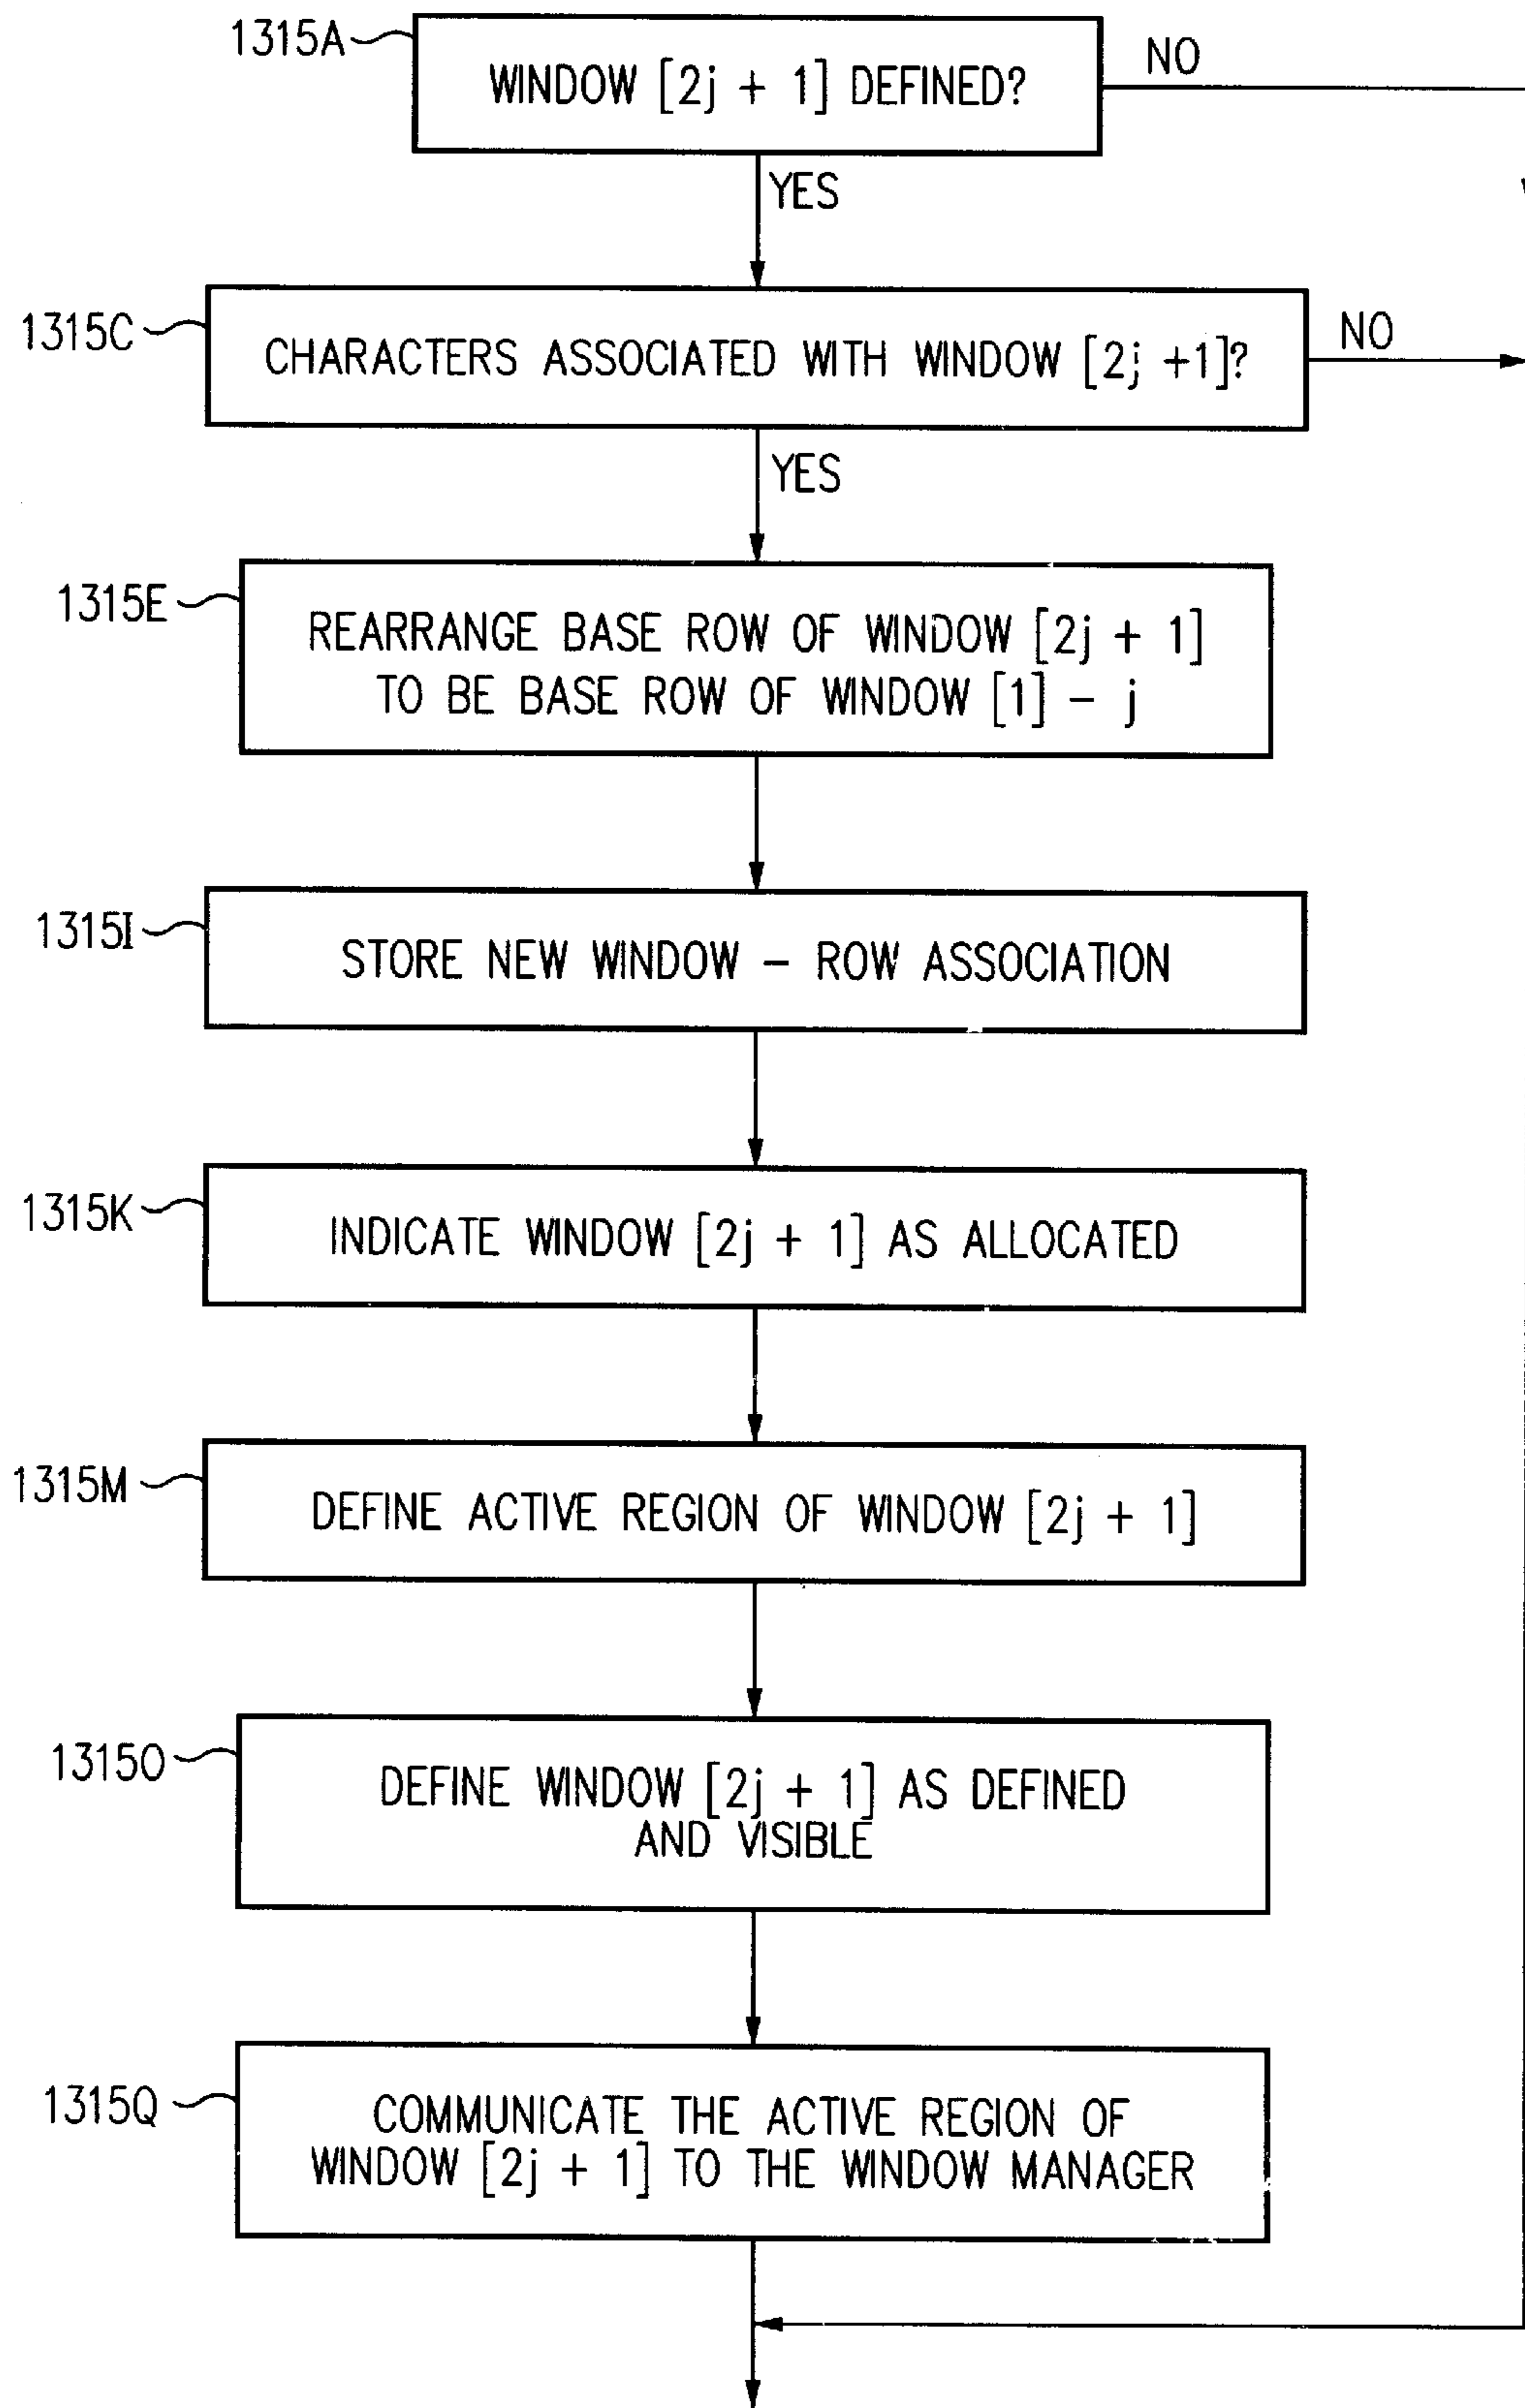 1315A
WINDOW [2j + 1] DEFINED?
NO
YES
1315C
CHARACTERS ASSOCIATED WITH WINDOW [2j +1]?
NO
YES
1315E
REARRANGE BASE ROW OF WINDOW [2j + 1]
TO BE BASE ROW OF WINDOW [1] – j
1315I
STORE NEW WINDOW – ROW ASSOCIATION
1315K
INDICATE WINDOW [2j + 1] AS ALLOCATED
1315M
DEFINE ACTIVE REGION OF WINDOW [2j + 1]
1315O
DEFINE WINDOW [2j + 1] AS DEFINED
AND VISIBLE
1315Q
COMMUNICATE THE ACTIVE REGION OF
WINDOW [2j + 1] TO THE WINDOW MANAGER